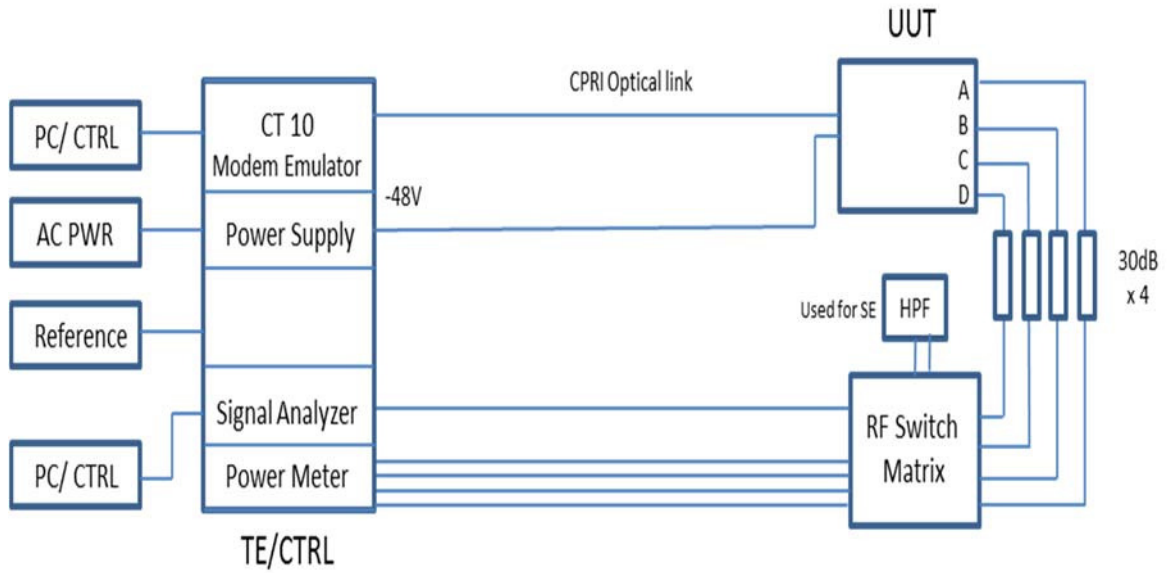 UUT
CPRI Optical link
PC/ CTRL
CT 10
Modem Emulator
A
B
C
D
-48V
AC PWR
Power Supply
30dB
x 4
Used for SE
HPF
Reference
Signal Analyzer
RF Switch
Matrix
PC/ CTRL
Power Meter
TE/CTRL